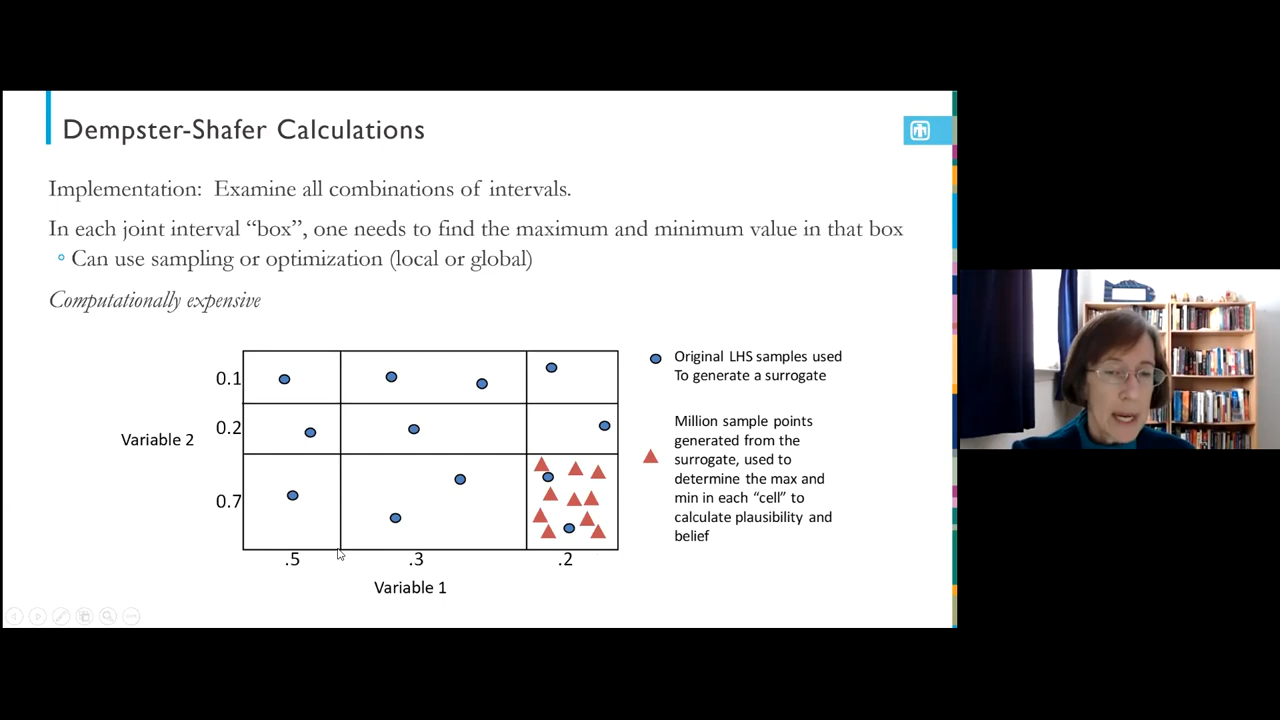 Dempster-Shafer Calculations
Implementation: Examine all combinations of intervals.
In each joint interval “box”, one needs to find the maximum and minimum value in that box
Can use sampling or optimization (local or global)
Computationally expensive
0.1
0.2
Variable 2
0.7
.5
.3
.2
Variable 1
Original LHS samples used
To generate a surrogate
Million sample points
generated from the
surrogate, used to
determine the max and
min in each “cell” to
calculate plausibility and
belief